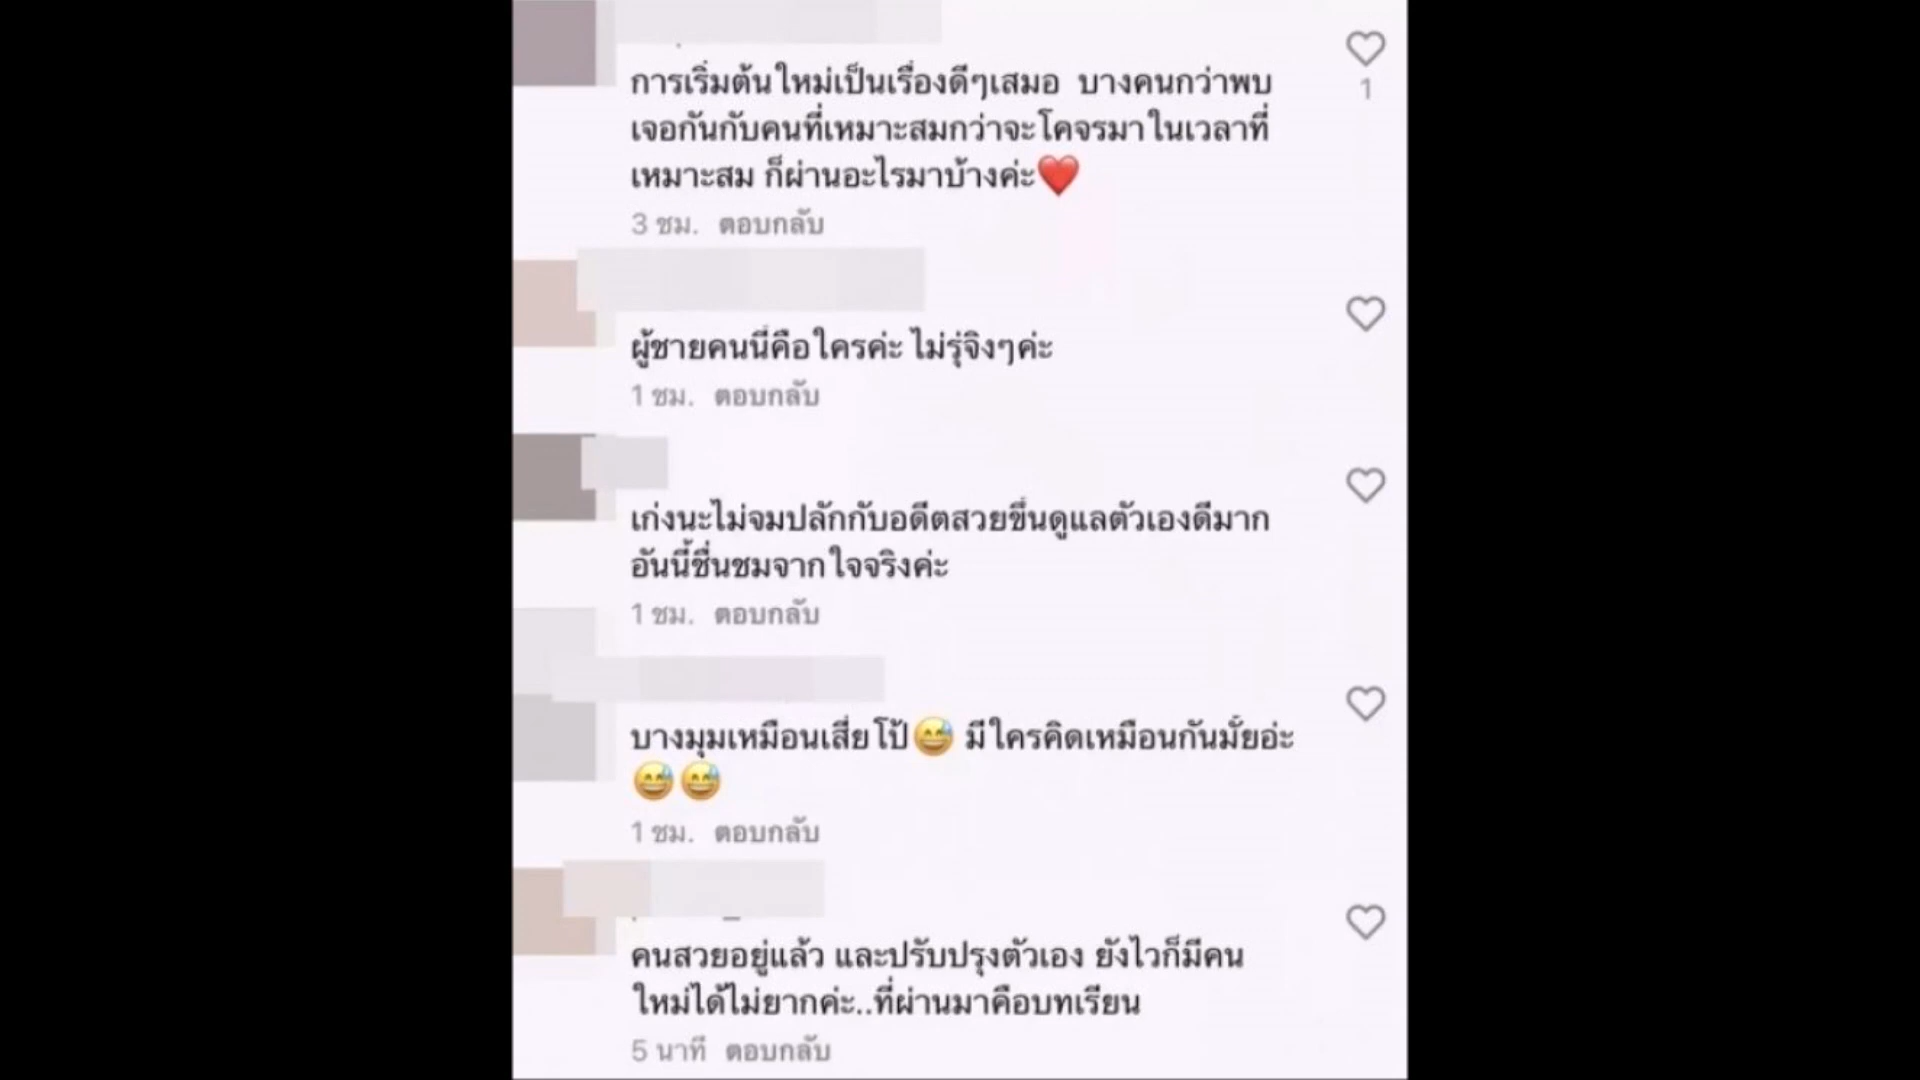 การเริ่มต้นใหม่เป็นเรื่องดีๆเสมอ บางคนกว่าพบ
เจอกันกับคนที่เหมาะสมกว่าจะโคจรมาในเวลาที่
เหมาะสม ก็ผ่านอะไรมาบ้างค่ะ❤️
1
3 ชม. ตอบกลับ
ผู้ชายคนนี้คือใครค่ะ ไม่รุ่จิงๆค่ะ
1 ชม. ตอบกลับ
เก่งนะไม่จมปลักกับอดีตสวยขึ้นดูแลตัวเองดีมาก
อันนี้ชื่นชมจากใจจริงค่ะ
1 ชม. ตอบกลับ
บางมุมเหมือนเสี่ยโป้😅 มีใครคิดเหมือนกันมั้ยอ่ะ
😅😅
1 ชม. ตอบกลับ
คนสวยอยู่แล้ว และปรับปรุงตัวเอง ยังไวก็มีคน
ใหม่ได้ไม่ยากค่ะ..ที่ผ่านมาคือบทเรียน
5 นาที ตอบกลับ